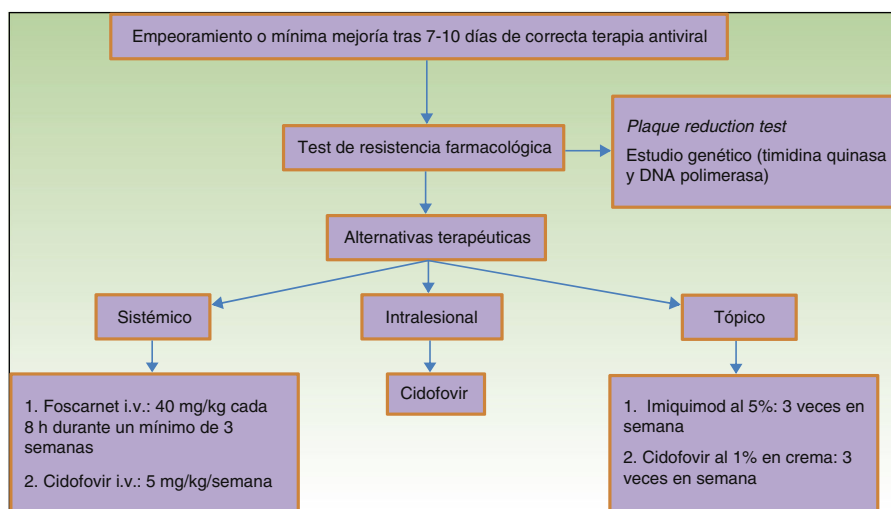 Empeoramiento o mínima mejoría tras 7-10 días de correcta terapia antiviral
Test de resistencia farmacológica
Plaque reduction test
Estudio genético (timidina quinasa
y DNA polimerasa)
Alternativas terapéuticas
Sistémico
Intralesional
Tópico
1. Foscarnet i.v.: 40 mg/kg cada
8 h durante un mínimo de 3
semanas
2. Cidofovir i.v.: 5 mg/kg/semana
Cidofovir
1. Imiquimod al 5%: 3 veces en
semana
2. Cidofovir al 1% en crema: 3
veces en semana